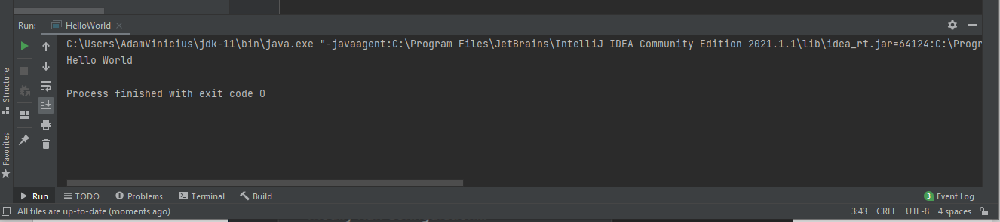 Run: HelloWorld
C:\Users\AdamVinicius\jdk-11\bin\java.exe "-javaagent:C:\Program Files\JetBrains\IntelliJ IDEA Community Edition 2021.1.1\lib\idea_rt.jar=64124:C:\Progr
Hello World
Process finished with exit code 0
Structure
Favorites
Run TODO Problems Terminal Build 3 Event Log
All files are up-to-date (moments ago) 3:43 CRLF UTF-8 4 spaces